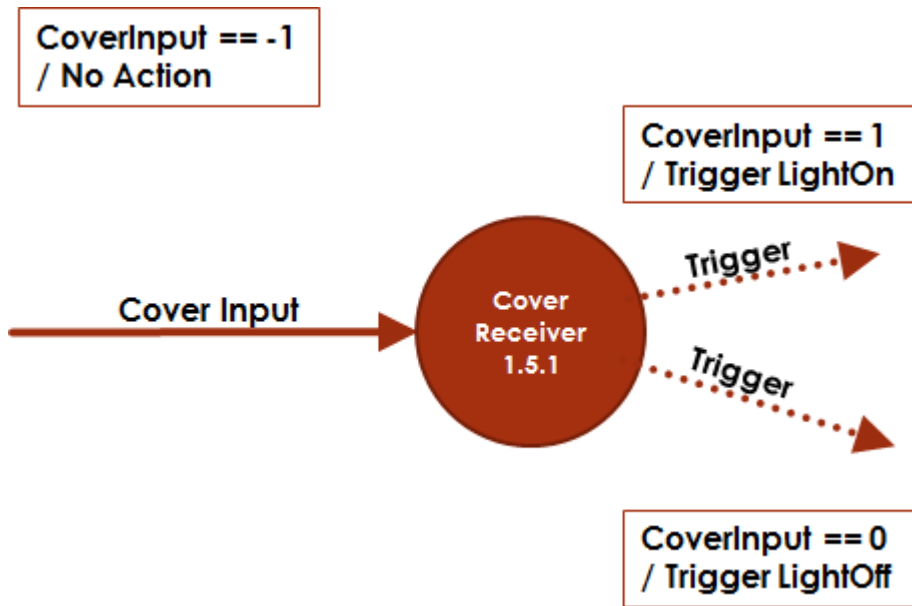 CoverInput == -1
/ No Action
CoverInput == 1
/ Trigger LightOn
Trigger
Cover Input
Cover
Receiver
1.5.1
Trigger
CoverInput == 0
/ Trigger LightOff